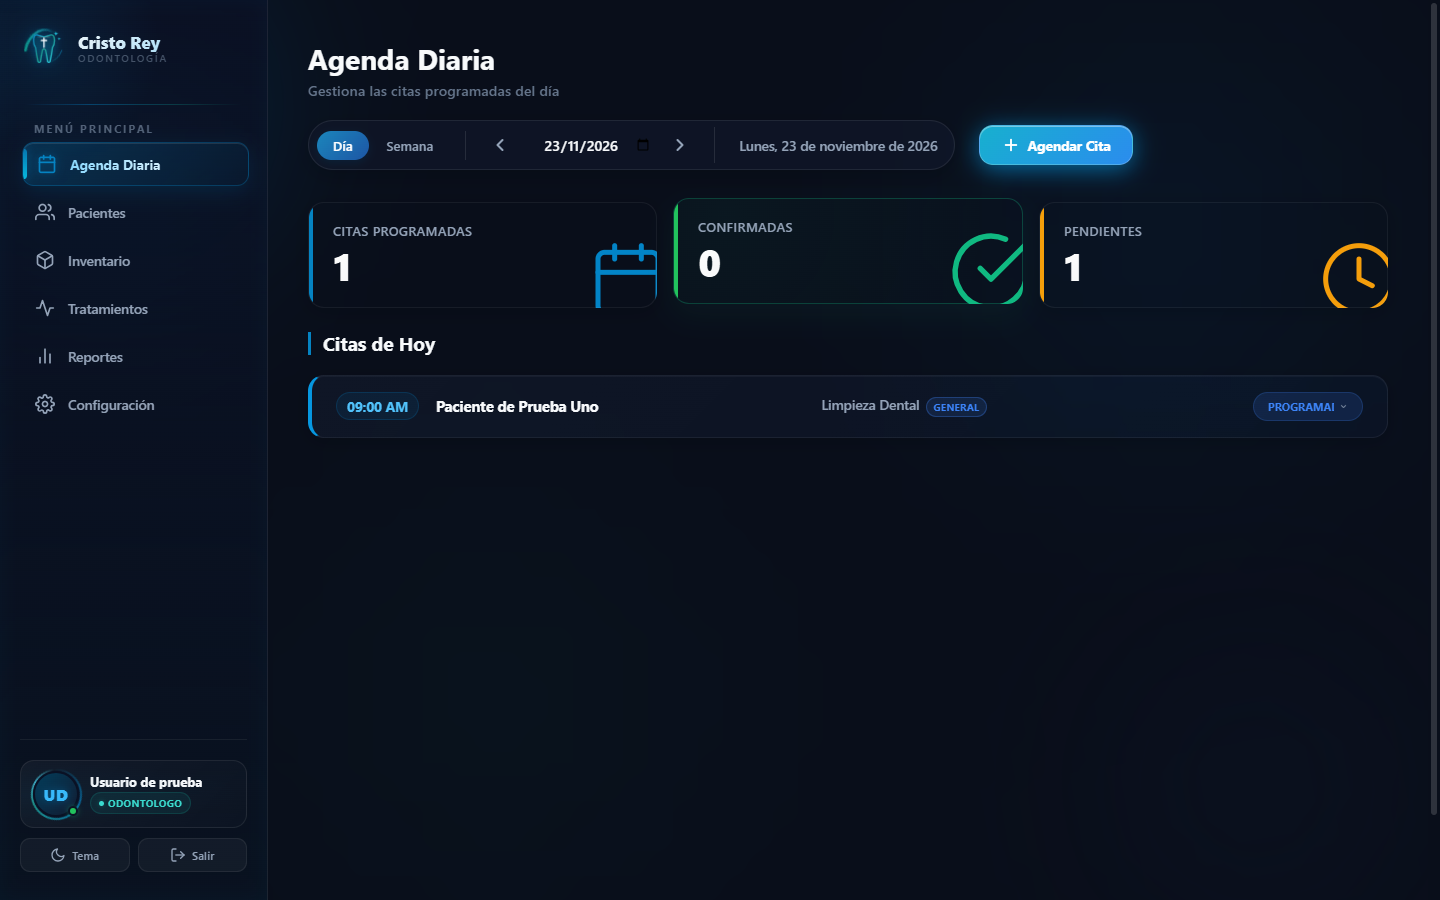 Cristo Rey
ODONTOLOGÍA
MENÚ PRINCIPAL
Agenda Diaria
Pacientes
Inventario
Tratamientos
Reportes
Configuración
UD
Usuario de prueba
ODONTOLOGO
Tema
Salir
Agenda Diaria
Gestiona las citas programadas del día
Día
Semana
23/11/2026
Lunes, 23 de noviembre de 2026
Agendar Cita
CITAS PROGRAMADAS
1
CONFIRMADAS
0
PENDIENTES
1
Citas de Hoy
09:00 AM
Paciente de Prueba Uno
Limpieza Dental
GENERAL
PROGRAMAI